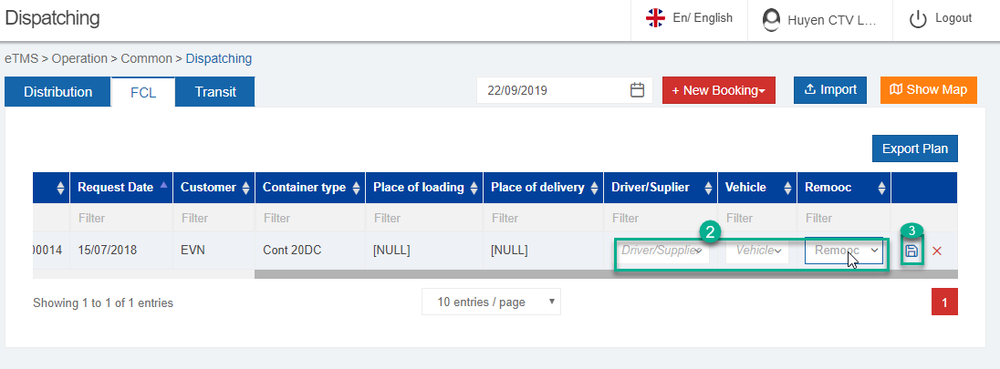 Dispatching
En/ English
Huyen CTV L...
Logout
eTMS > Operation > Common > Dispatching
Distribution
FCL
Transit
22/09/2019
+ New Booking
Import
Show Map
Export Plan
Request Date
Customer
Container type
Place of loading
Place of delivery
Driver/Suplier
Vehicle
Remooc
Filter
Filter
Filter
Filter
Filter
Filter
Filter
Filter
2
3
00014
15/07/2018
EVN
Cont 20DC
[NULL]
[NULL]
Driver/Supplier
Vehicle
Remooc
Showing 1 to 1 of 1 entries
10 entries / page
1